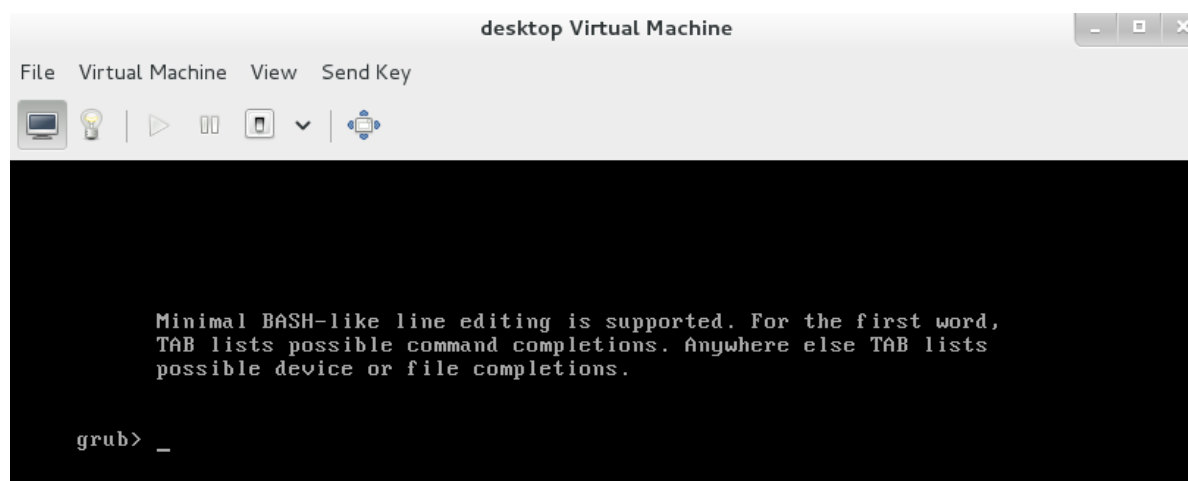 desktop Virtual Machine
File Virtual Machine View Send Key
Minimal BASH-like line editing is supported. For the first word,
TAB lists possible command completions. Anywhere else TAB lists
possible device or file completions.
grub> _